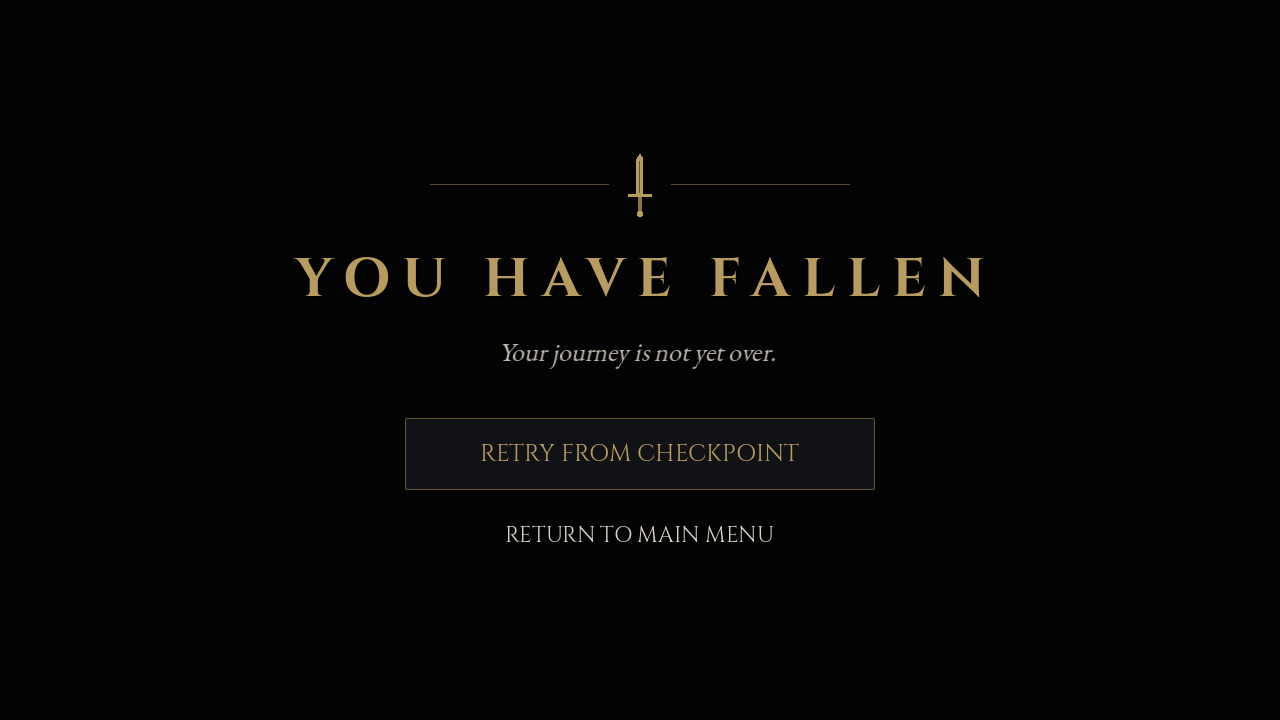 YOU HAVE FALLEN
Your journey is not yet over.
RETRY FROM CHECKPOINT
RETURN TO MAIN MENU